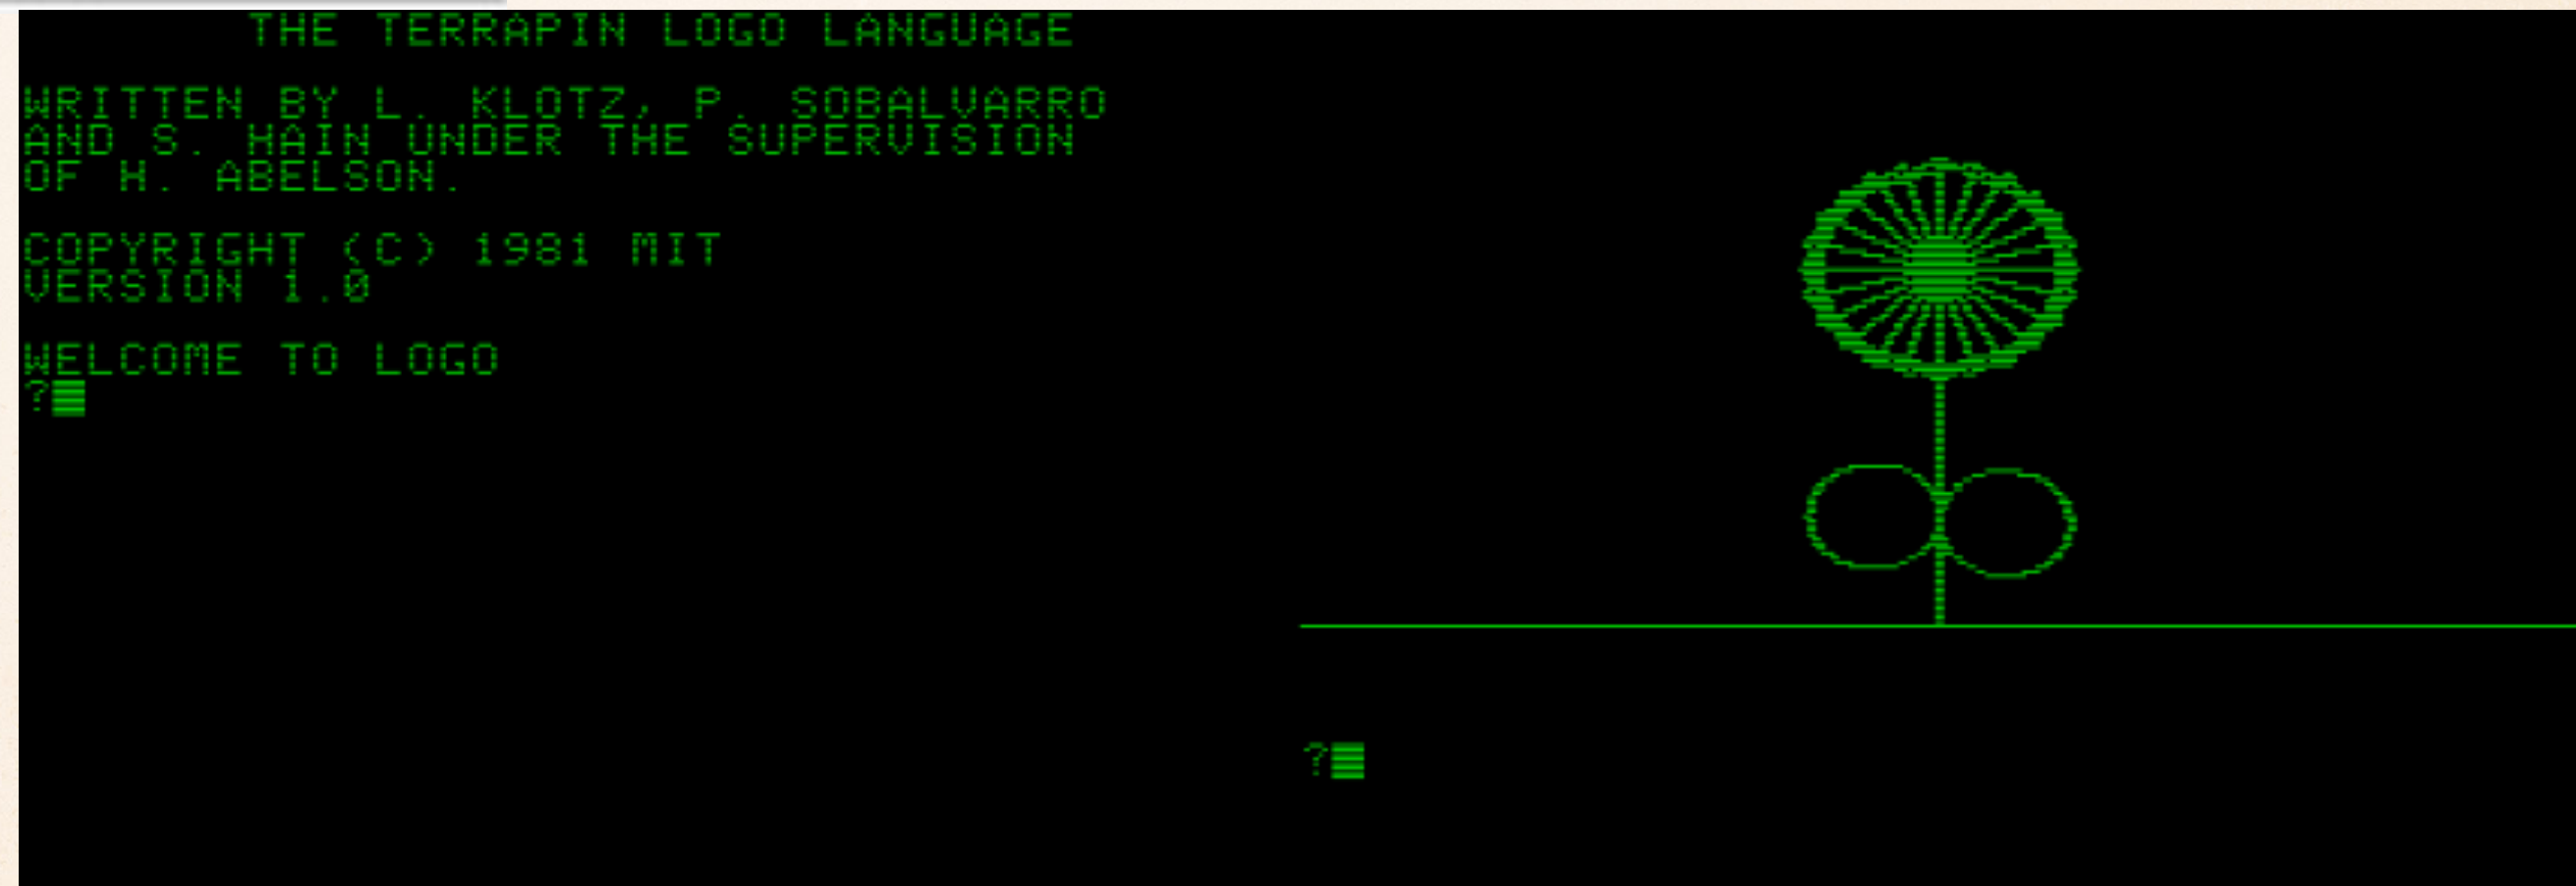 THE TERRAPIN LOGO LANGUAGE
WRITTEN BY L. KLOTZ, P. SOBALVARRO
AND S. HAIN UNDER THE SUPERVISION
OF H. ABELSON.
COPYRIGHT (C) 1981 MIT
VERSION 1.0
WELCOME TO LOGO
?
?